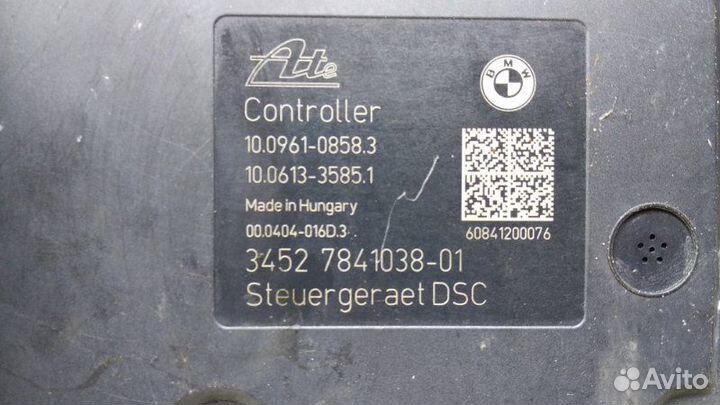 Ate
BMW
Controller
10.0961-0858.3
10.0613-3585.1
Made in Hungary
00.0404-016D.3
60841200076
3452 7841038-01
Steuergeraet DSC
Avito